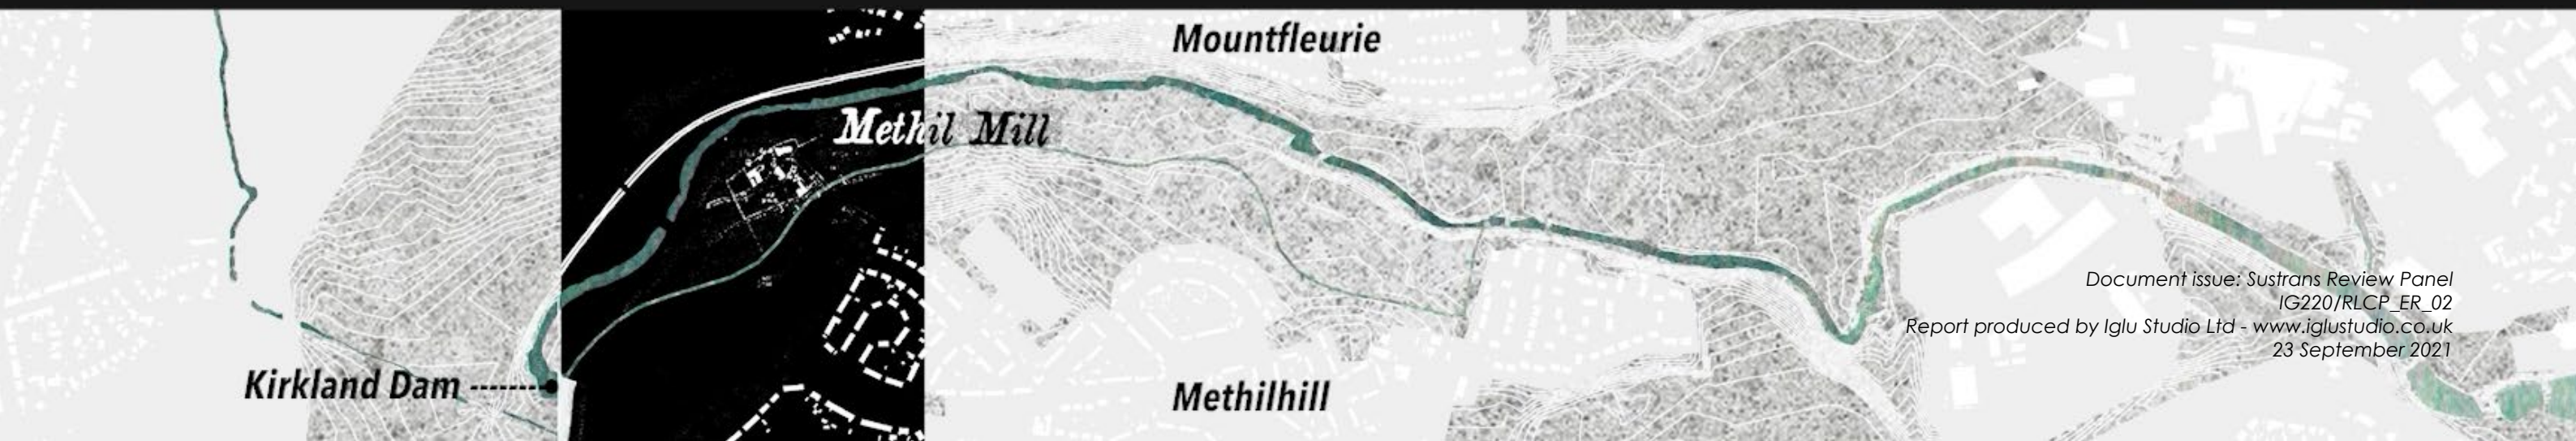 Mountfleurie
Methil Mill
Document issue: Sustrans Review Panel
IG220/RLCP_ER_02
Report produced by Iglu Studio Ltd - www.iglustudio.co.uk
23 September 2021
Kirkland Dam
Methilhill